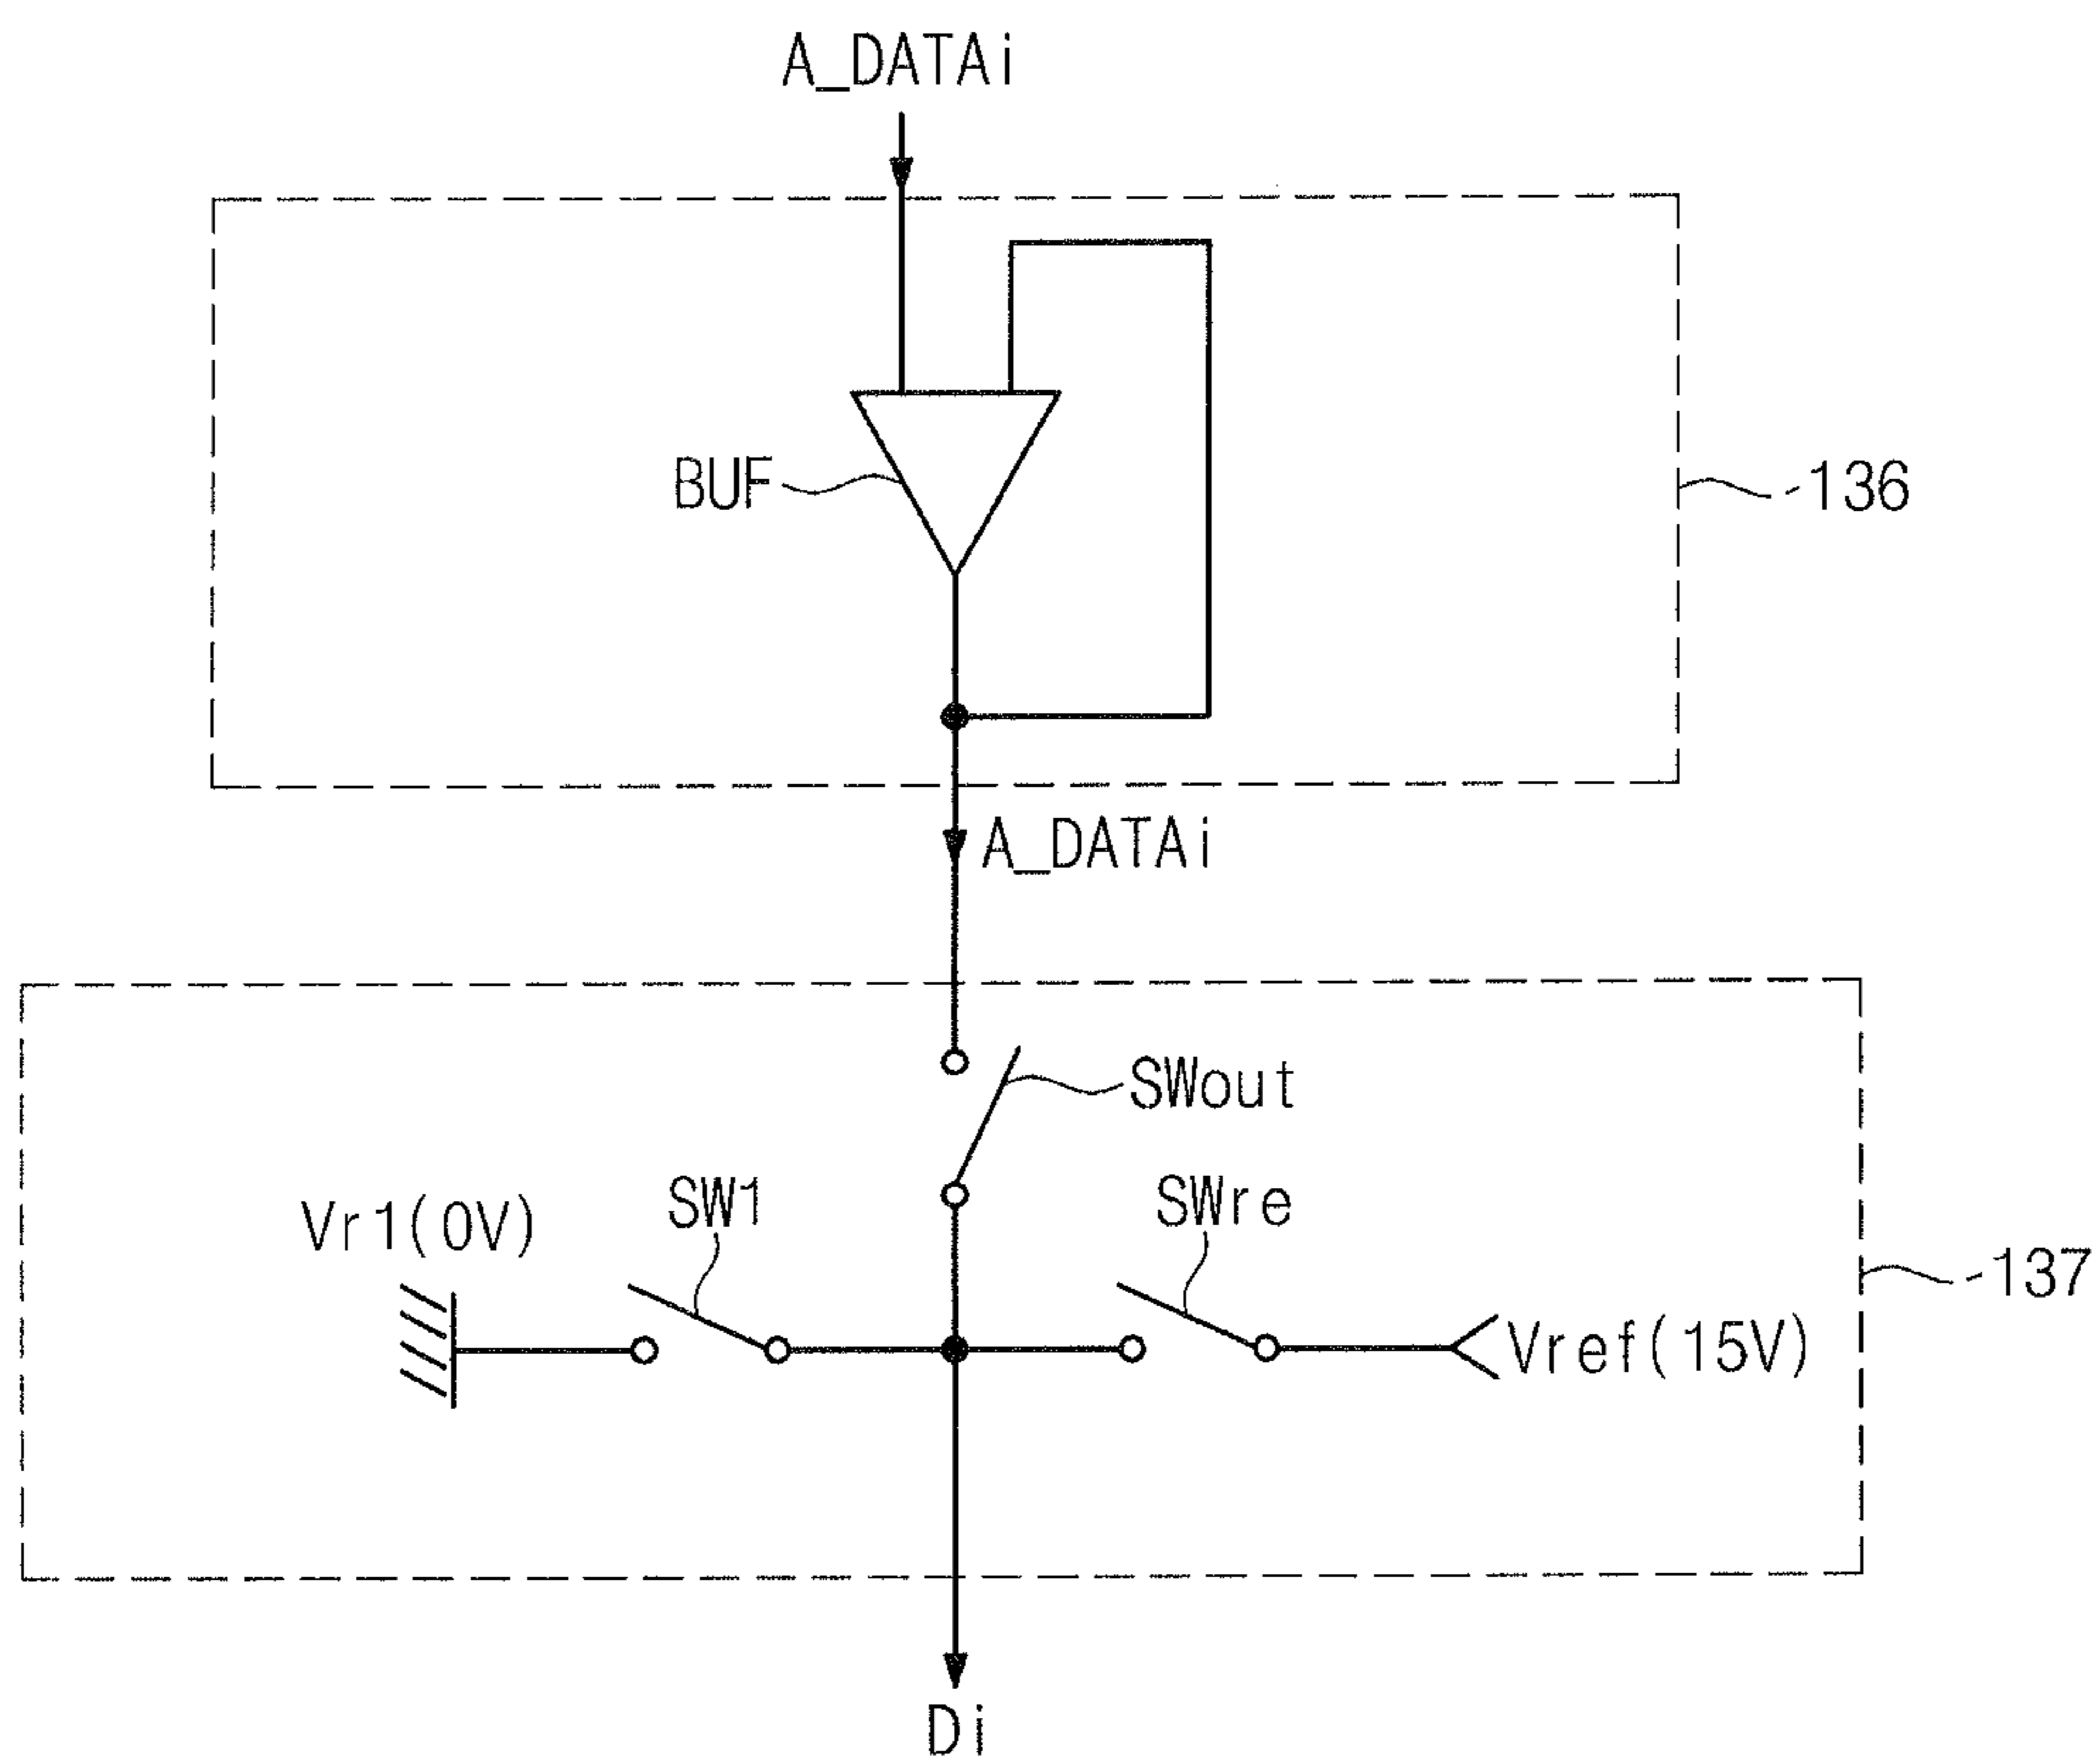 A_DATAi
BUF
136
A_DATAi
SWout
SW1
SWre
Vr1(0V)
137
Vref(15V)
Di